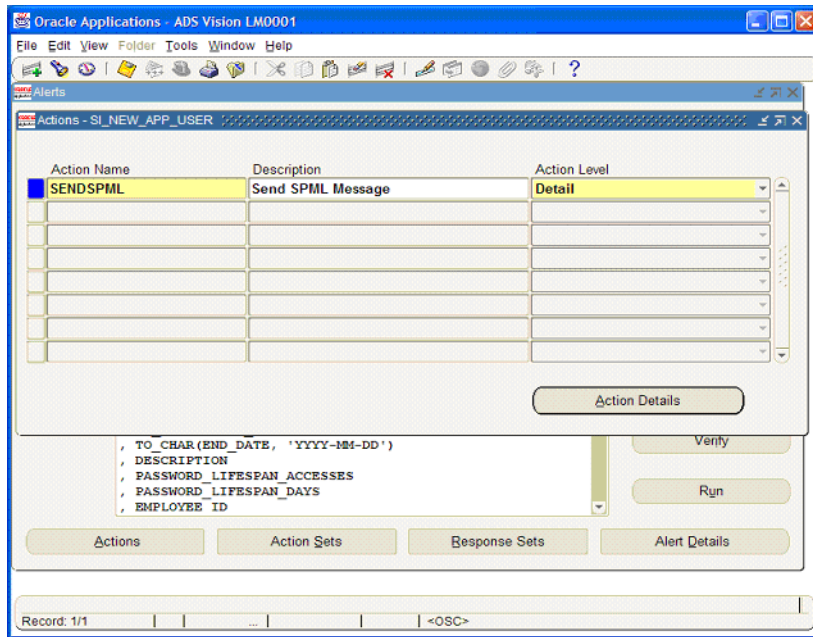 Oracle Applications - ADS Vision LM0001
File Edit View Folder Tools Window Help
Alerts
Actions - SI_NEW_APP_USER
Action Name Description Action Level
SENDSPML Send SPML Message Detail
Action Details
, TO_CHAR(END_DATE, 'YYYY-MM-DD')
, DESCRIPTION
, PASSWORD_LIFESPAN_ACCESSES
, PASSWORD_LIFESPAN_DAYS
, EMPLOYEE_ID
Verify
Run
Actions Action Sets Response Sets Alert Details
Record: 1/1 ... <OSC>